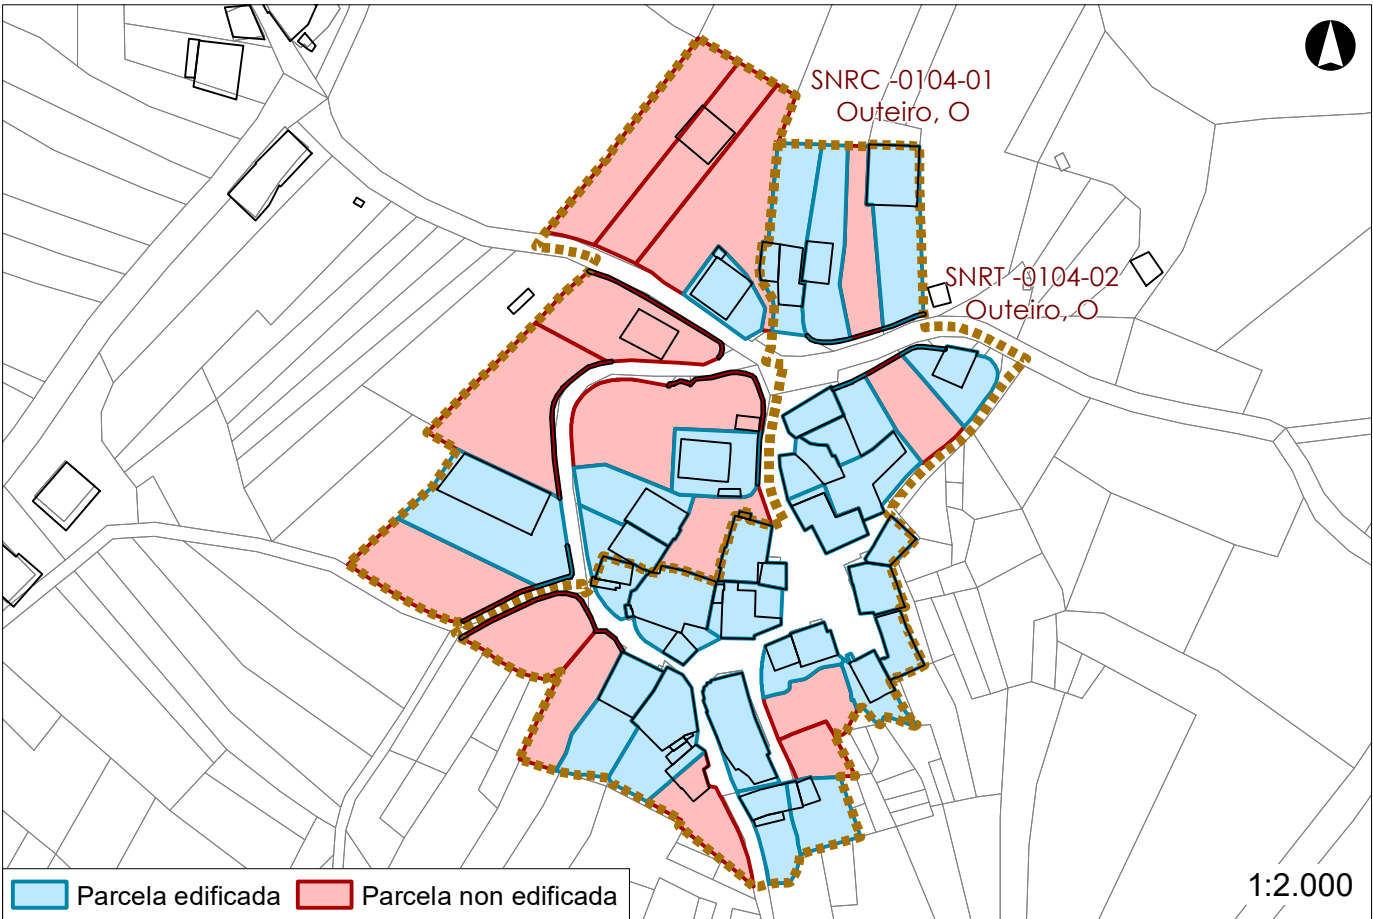 SNRC -0104-01
Outeiro, O
SNRT -0104-02
Outeiro, O
Parcela edificada
Parcela non edificada
1:2.000